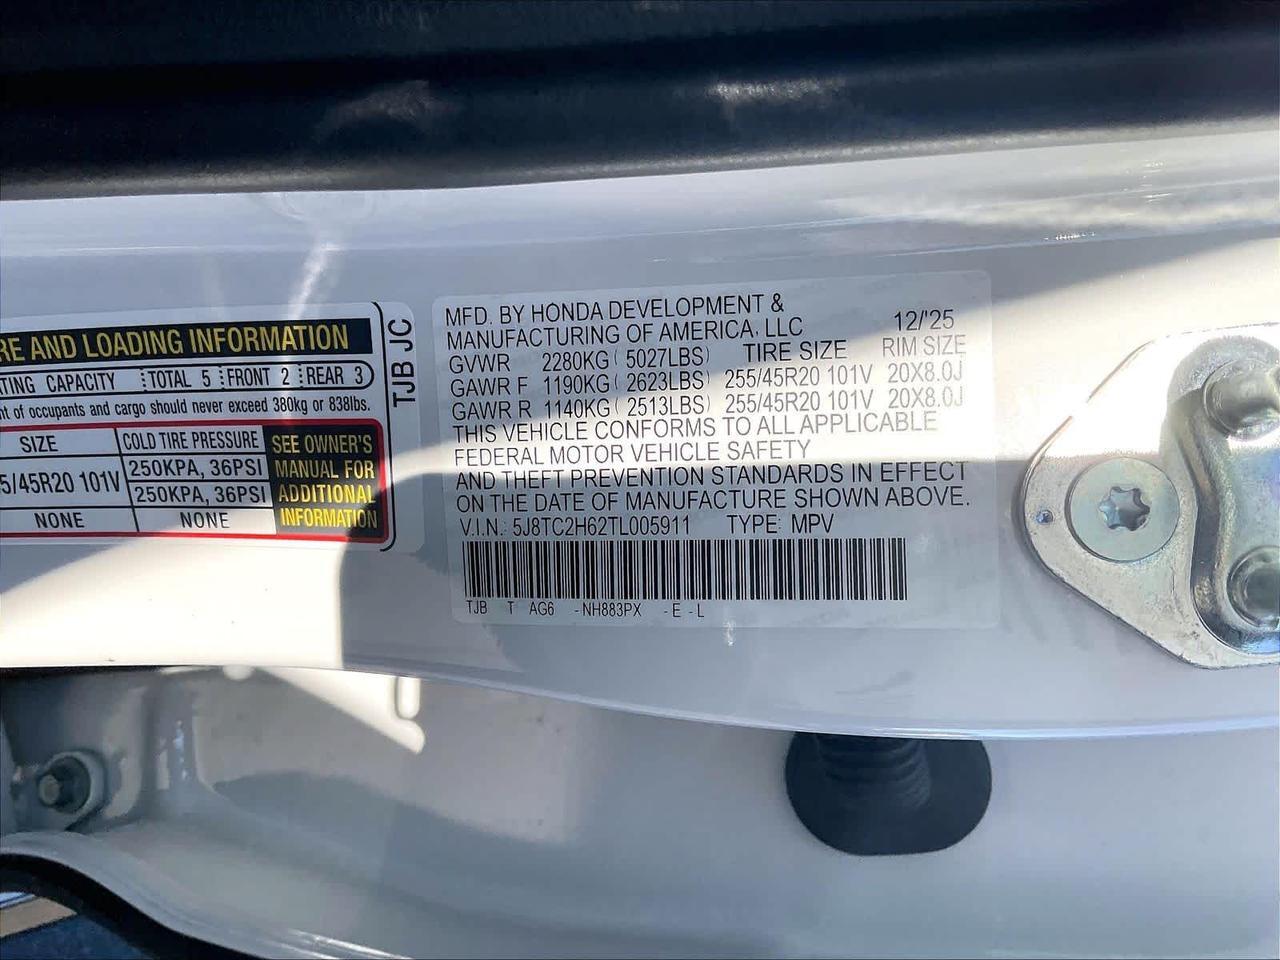 RE AND LOADING INFORMATION
TING CAPACITY TOTAL 5 FRONT 2 REAR 3
nt of occupants and cargo should never exceed 380kg or 838lbs.
SIZE COLD TIRE PRESSURE SEE OWNER'S MANUAL FOR ADDITIONAL INFORMATION
5/45R20 101V 250KPA, 36PSI
250KPA, 36PSI
NONE NONE
TJB JC
MFD. BY HONDA DEVELOPMENT &
MANUFACTURING OF AMERICA, LLC 12/'25
GVWR 2280KG ( 5027LBS) TIRE SIZE RIM SIZE
GAWR F 1190KG ( 2623LBS) 255/45R20 101V 20X8.0J
GAWR R 1140KG ( 2513LBS) 255/45R20 101V 20X8.0J
THIS VEHICLE CONFORMS TO ALL APPLICABLE
FEDERAL MOTOR VEHICLE SAFETY
AND THEFT PREVENTION STANDARDS IN EFFECT
ON THE DATE OF MANUFACTURE SHOWN ABOVE.
V.I.N.: 5J8TC2H62TL005911 TYPE: MPV
TJB T AG6 -NH883PX -E -L